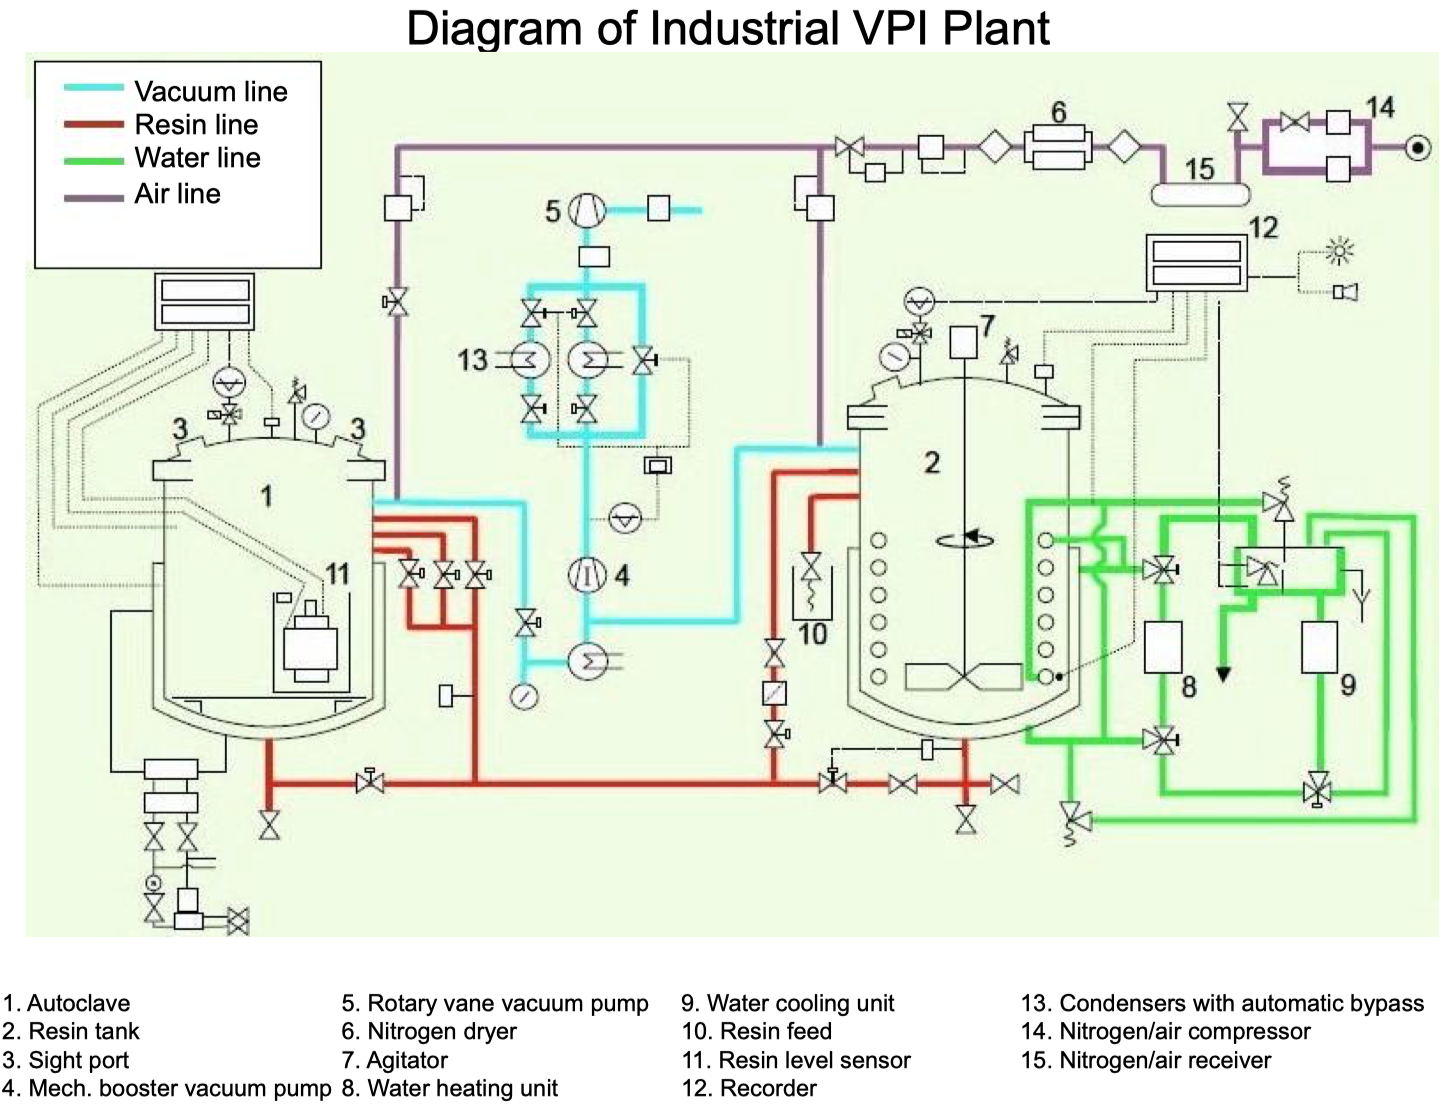 Diagram of Industrial VPI Plant
Vacuum line
Resin line
Water line
Air line
6
14
15
5
12
7
13
3
3
2
1
11
4
10
8
9
1. Autoclave
2. Resin tank
3. Sight port
4. Mech. booster vacuum pump
5. Rotary vane vacuum pump
6. Nitrogen dryer
7. Agitator
8. Water heating unit
9. Water cooling unit
10. Resin feed
11. Resin level sensor
12. Recorder
13. Condensers with automatic bypass
14. Nitrogen/air compressor
15. Nitrogen/air receiver